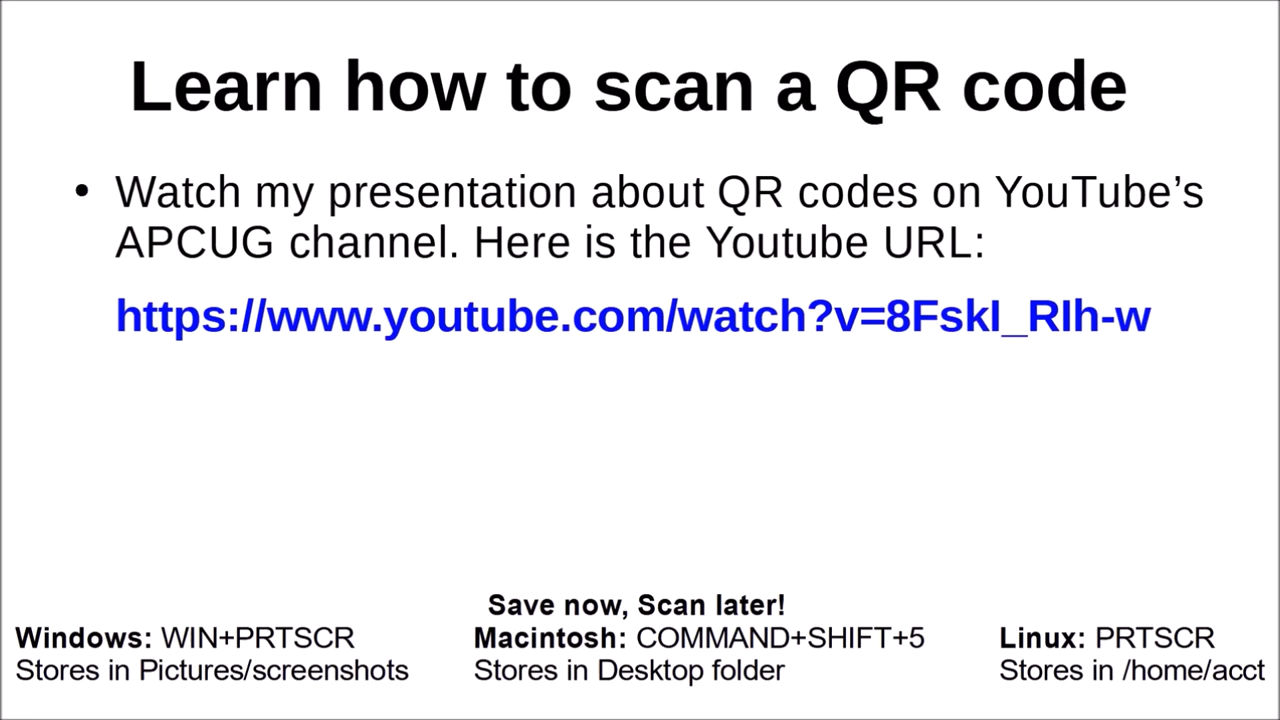 Learn how to scan a QR code
• Watch my presentation about QR codes on YouTube’s
APCUG channel. Here is the Youtube URL:
https://www.youtube.com/watch?v=8FskI_RIh-w
Save now, Scan later!
Windows: WIN+PRTSCR
Stores in Pictures/screenshots
Macintosh: COMMAND+SHIFT+5
Stores in Desktop folder
Linux: PRTSCR
Stores in /home/acct